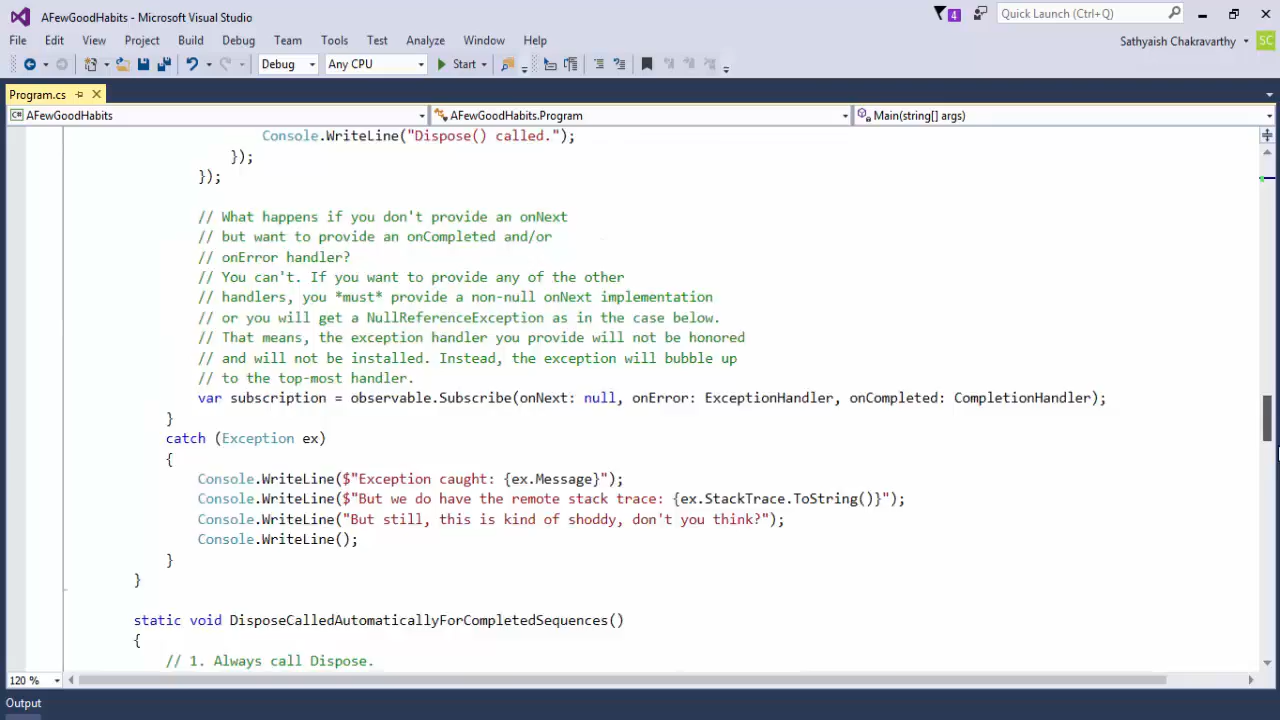 AFewGoodHabits - Microsoft Visual Studio
4
Quick Launch (Ctrl+Q)
File Edit View Project Build Debug Team Tools Test Analyze Window Help
Sathyaish Chakravarthy SC
Debug Any CPU Start
Program.cs
C# AFewGoodHabits AFewGoodHabits.Program Main(string[] args)
Console.WriteLine("Dispose() called.");
});
});
// What happens if you don't provide an onNext
// but want to provide an onCompleted and/or
// onError handler?
// You can't. If you want to provide any of the other
// handlers, you *must* provide a non-null onNext implementation
// or you will get a NullReferenceException as in the case below.
// That means, the exception handler you provide will not be honored
// and will not be installed. Instead, the exception will bubble up
// to the top-most handler.
var subscription = observable.Subscribe(onNext: null, onError: ExceptionHandler, onCompleted: CompletionHandler);
}
catch (Exception ex)
{
Console.WriteLine($"Exception caught: {ex.Message}");
Console.WriteLine($"But we do have the remote stack trace: {ex.StackTrace.ToString()}");
Console.WriteLine("But still, this is kind of shoddy, don't you think?");
Console.WriteLine();
}
}
static void DisposeCalledAutomaticallyForCompletedSequences()
{
// 1. Always call Dispose.
120 %
Output